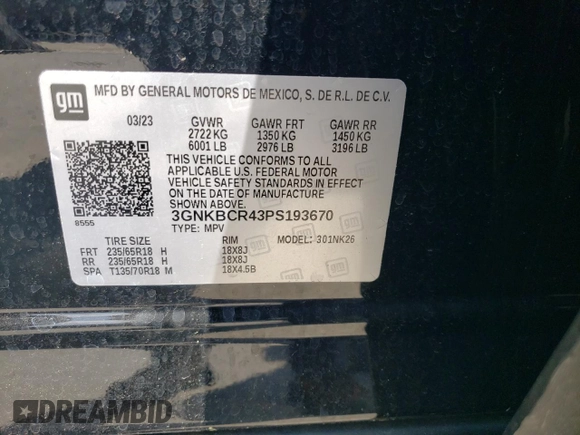 gm
MFD BY GENERAL MOTORS DE MEXICO, S. DE R.L. DE C.V.
03/23 GVWR GAWR FRT GAWR RR
2722 KG 1350 KG 1450 KG
6001 LB 2976 LB 3196 LB
THIS VEHICLE CONFORMS TO ALL
APPLICABLE U.S. FEDERAL MOTOR
VEHICLE SAFETY STANDARDS IN EFFECT
ON THE DATE OF MANUFACTURE
SHOWN ABOVE.
8555
3GNKBCR43PS193670
TYPE: MPV
TIRE SIZE RIM MODEL: 301NK26
FRT 235/65R18 H 18X8J
RR 235/65R18 H 18X8J
SPA T135/70R18 M 18X4.5B
DREAMBID